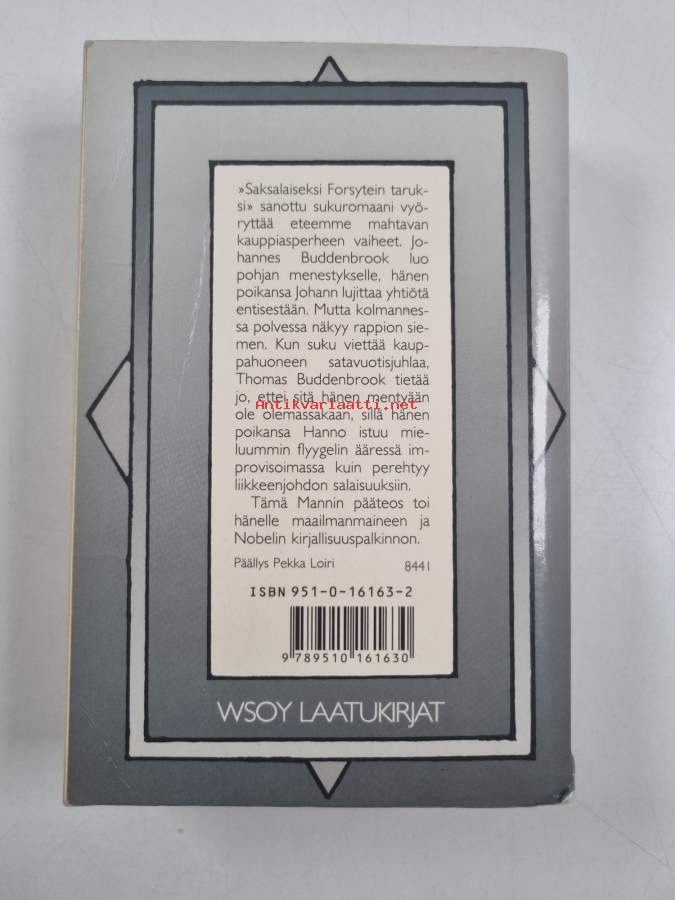 »Saksalaiseksi Forsytein taruk-
si» sanottu sukuromaani vyö-
ryttää eteemme mahtavan
kauppiasperheen vaiheet. Jo-
hannes Buddenbrook luo
pohjan menestykselle, hänen
poikansa Johann lujittaa yhtiötä
entisestään. Mutta kolmannes-
sa polvessa näkyy rappion sie-
men. Kun suku viettää kaup-
pahuoneen satavuotisjuhlaa,
Thomas Buddenbrook tietää
jo, ettei sitä hänen mentyään
Antikvariaatti.net
ole olemassakaan, sillä hänen
poikansa Hanno istuu mie-
luummin flyygelin ääressä im-
provisoimassa kuin perehtyy
liikkeenjohdon salaisuuksiin.
Tämä Mannin pääteos toi
hänelle maailmanmaineen ja
Nobelin kirjallisuuspalkinnon.
Päällys Pekka Loiri 8441
ISBN 951-0-16163-2
9 789510 161630
WSOY LAATUKIRJAT